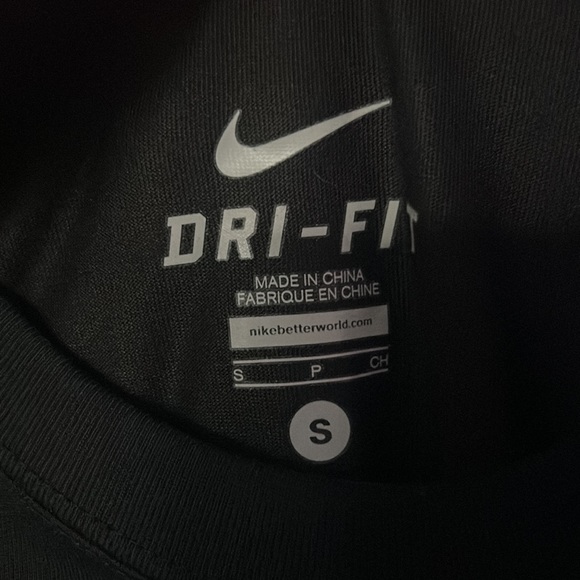 DRI-FIT
MADE IN CHINA
FABRIQUE EN CHINE
nikebetterworld.com
S P CH
S